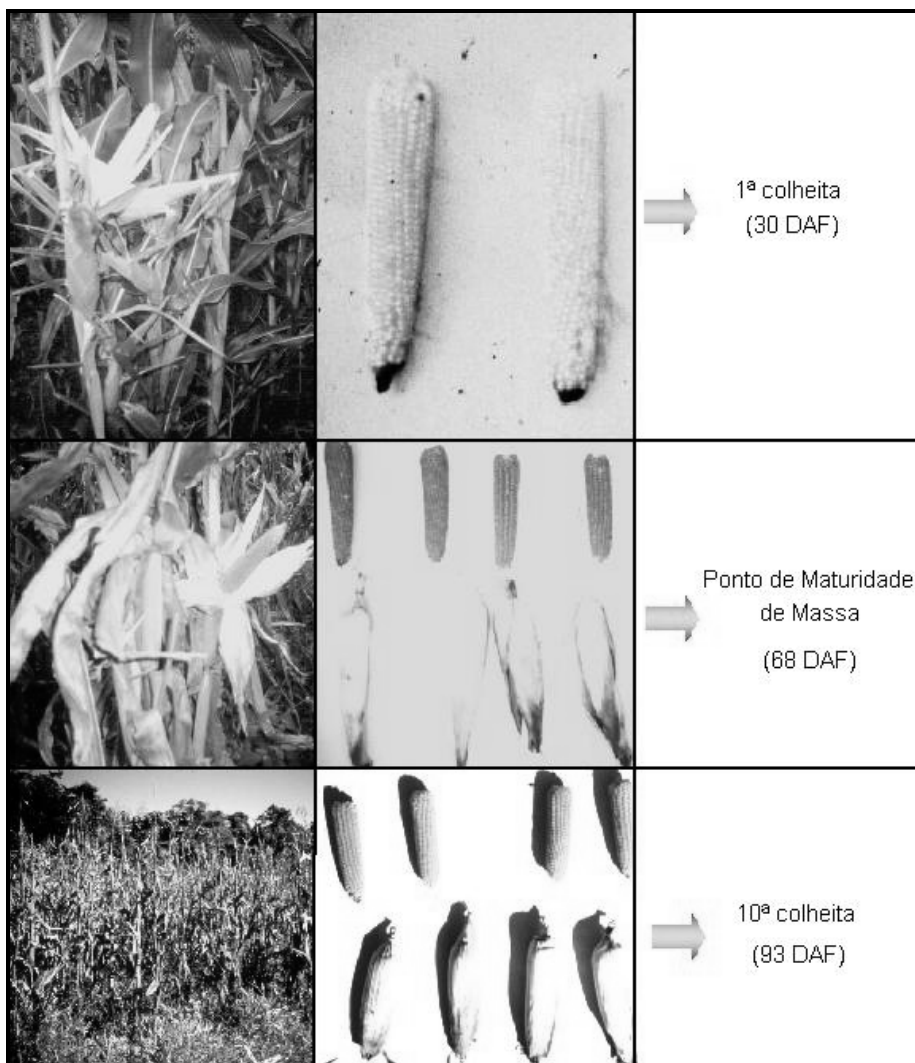 1ª colheita
(30 DAF)
Ponto de Maturidade
de Massa
(68 DAF)
10ª colheita
(93 DAF)